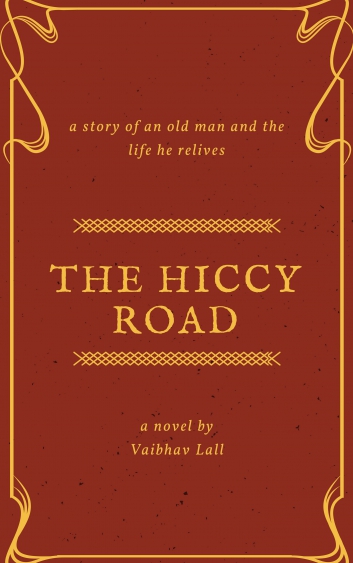 a story of an old man and the
life he relives
THE HICCY
ROAD
a novel by
Vaibhav Lall